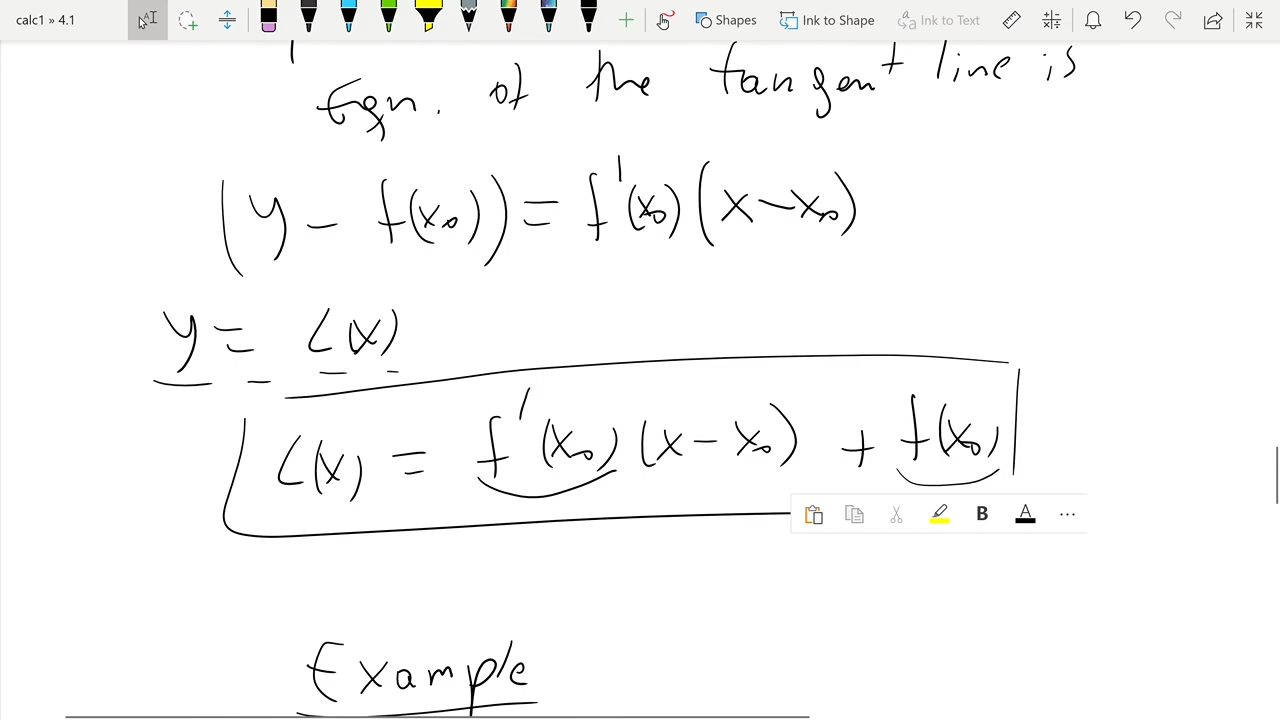 calc1 » 4.1 Shapes Ink to Shape Ink to Text
Eqn. of the tangent line is
(y - f(x₀)) = f'(x₀)(x - x₀)
y = L(x)
L(x) = f'(x₀)(x - x₀) + f(x₀)
B A ...
Example